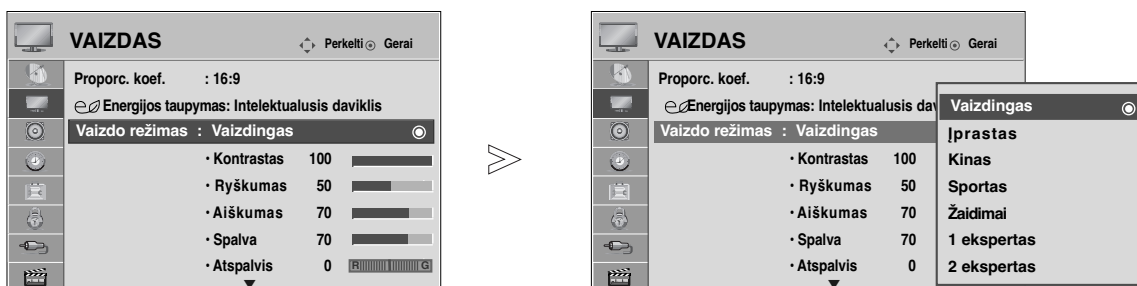 VAIZDAS
Perkelti Gerai
Proporc. koef. : 16:9
Energijos taupymas: Intelektualusis daviklis
Vaizdo režimas : Vaizdingas
• Kontrastas 100
• Ryškumas 50
• Aiškumas 70
• Spalva 70
• Atspalvis 0 R G
VAIZDAS
Perkelti Gerai
Proporc. koef. : 16:9
Energijos taupymas: Intelektualusis dav
Vaizdo režimas : Vaizdingas
• Kontrastas 100
• Ryškumas 50
• Aiškumas 70
• Spalva 70
• Atspalvis 0
Vaizdingas
Įprastas
Kinas
Sportas
Žaidimai
1 ekspertas
2 ekspertas